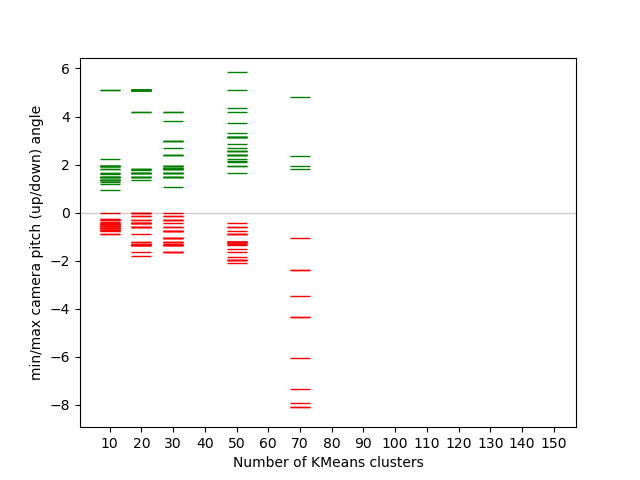 6
4
2
0
−2
−4
−6
−8
min/max camera pitch (up/down) angle
10 20 30 40 50 60 70 80 90 100 110 120 130 140 150
Number of KMeans clusters